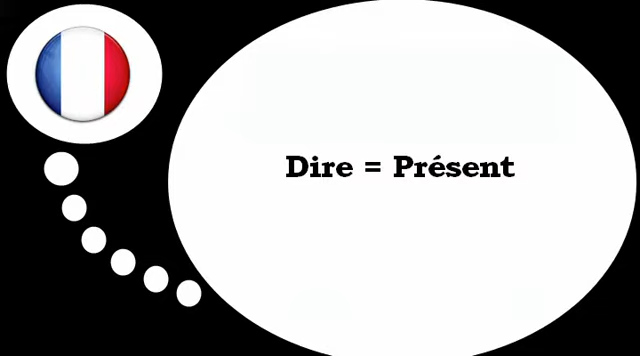 Dire = Présent